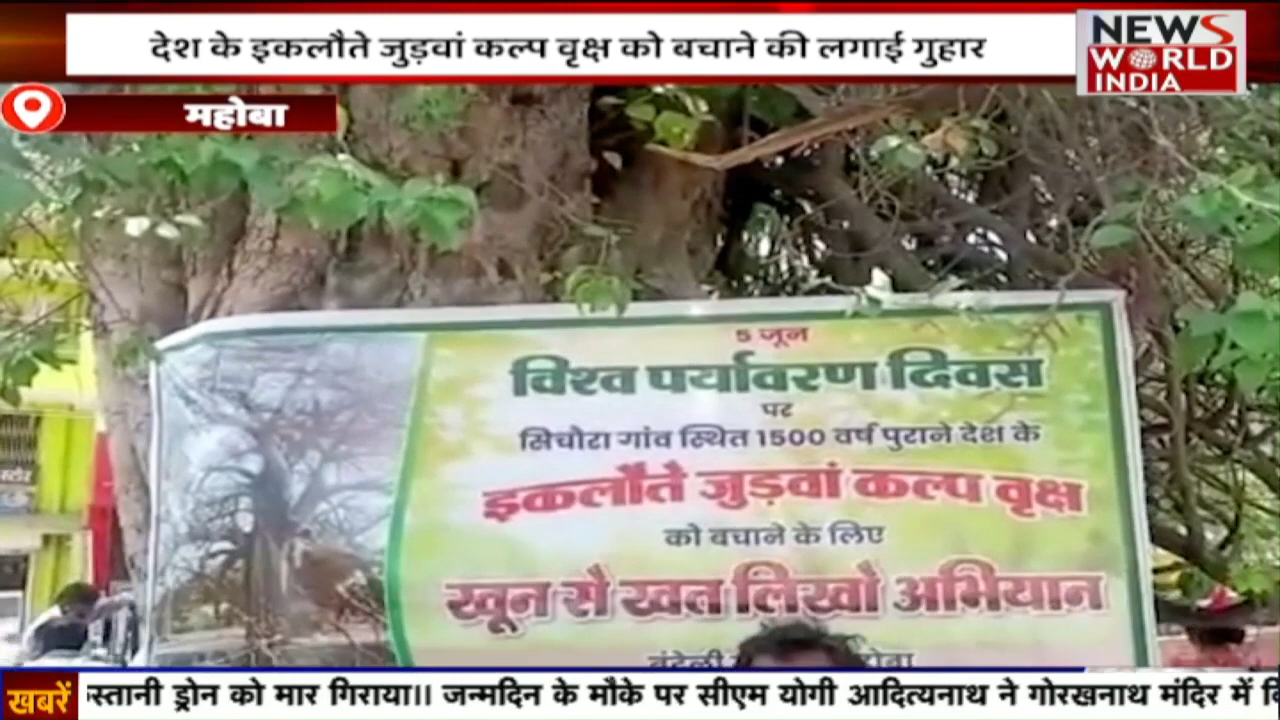 देश के इकलौते जुड़वां कल्प वृक्ष को बचाने की लगाई गुहार
NEWS
WORLD
INDIA
महोबा
5 जून
विश्व पर्यावरण दिवस
पर
सिचौरा गांव स्थित 1500 वर्ष पुराने देश के
इकलौते जुड़वां कल्प वृक्ष
को बचाने के लिए
खून से खत लिखो अभियान
खबरें
स्तानी ड्रोन को मार गिराया।। जन्मदिन के मौके पर सीएम योगी आदित्यनाथ ने गोरखनाथ मंदिर में